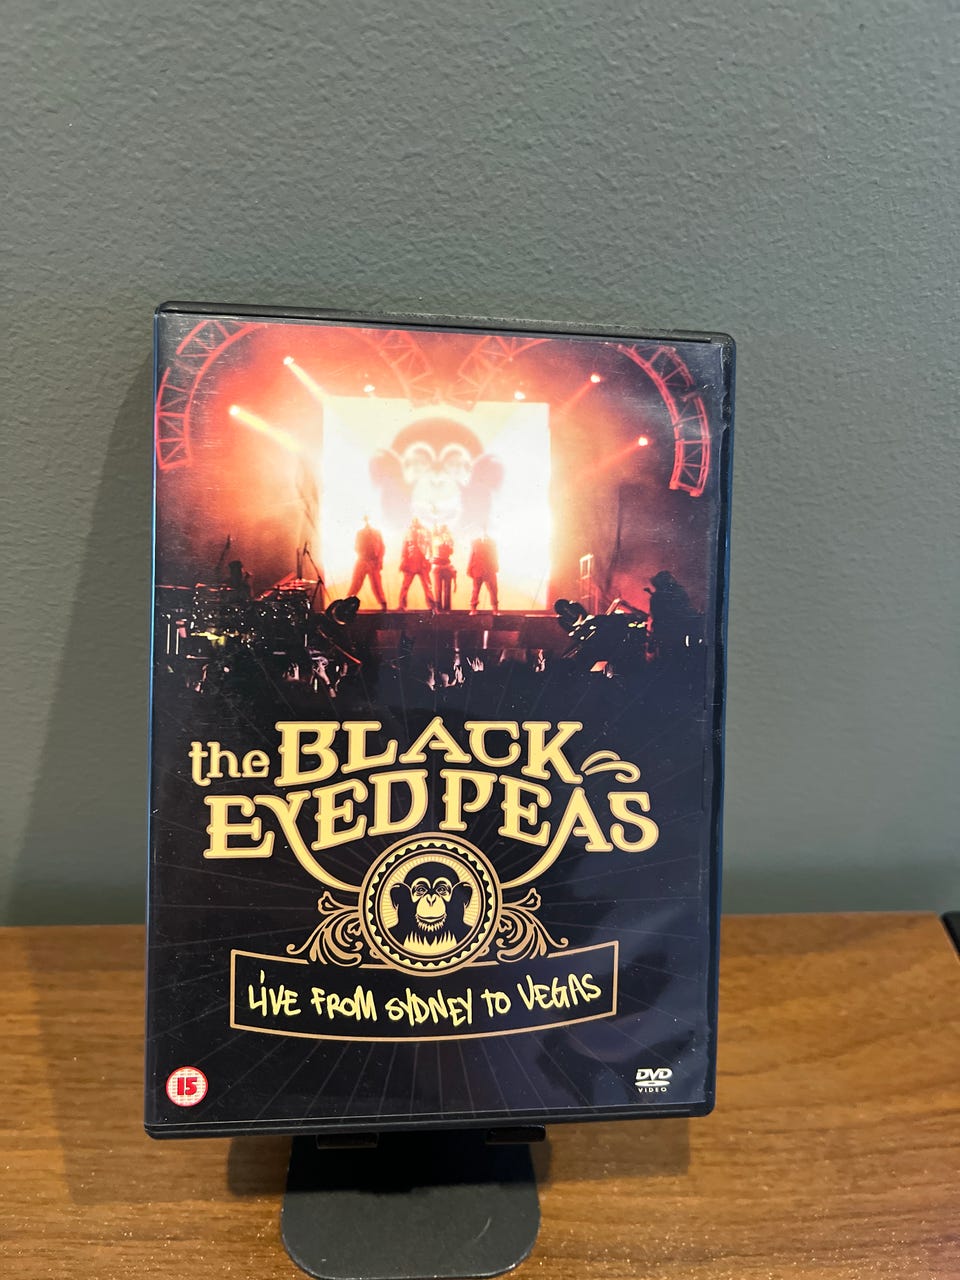 the BLACK
EYED PEAS
LIVE FROM SYDNEY TO VEGAS
15
DVD
VIDEO